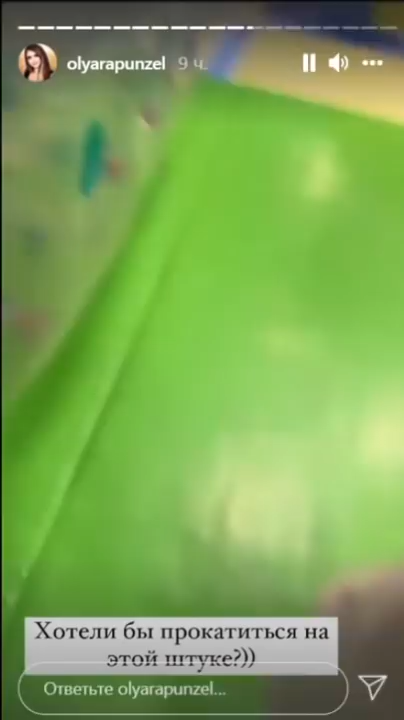 olyarapunzel 9 ч.
Хотели бы прокатиться на
этой штуке?))
Ответьте olyarapunzel...